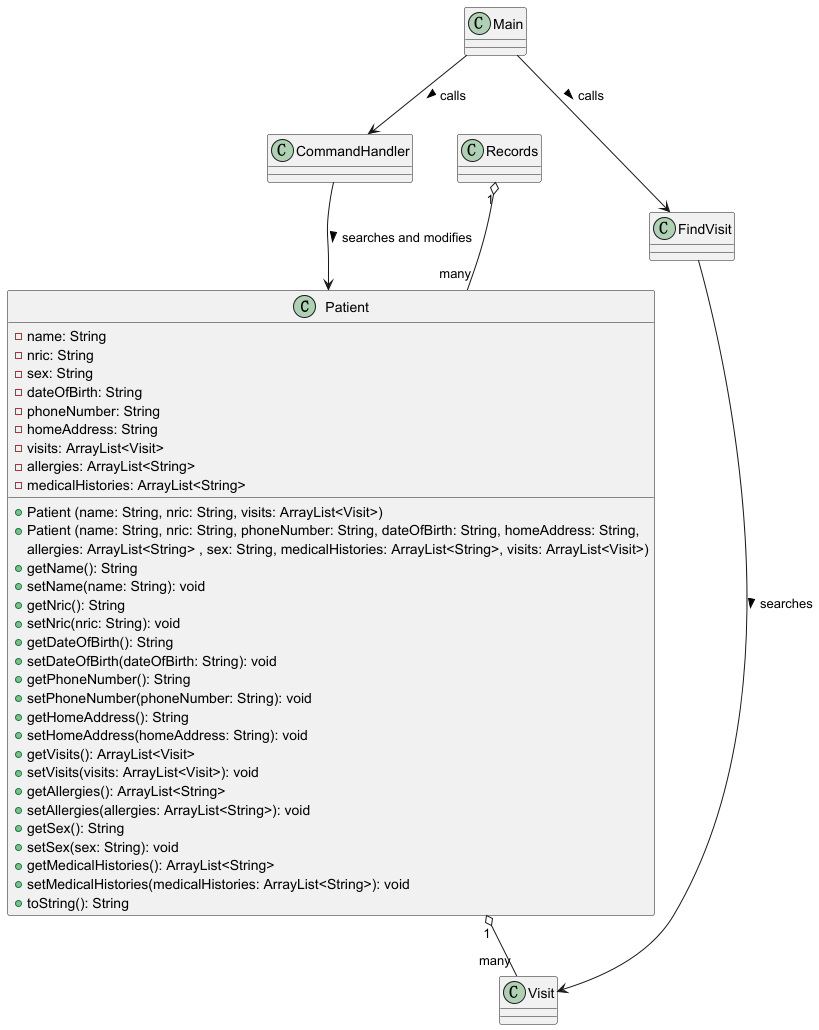 C Main
calls
calls
C CommandHandler
C Records
1
C FindVisit
searches and modifies
many
C Patient
name: String
nric: String
sex: String
dateOfBirth: String
phoneNumber: String
homeAddress: String
visits: ArrayList<Visit>
allergies: ArrayList<String>
medicalHistories: ArrayList<String>
Patient (name: String, nric: String, visits: ArrayList<Visit>)
Patient (name: String, nric: String, phoneNumber: String, dateOfBirth: String, homeAddress: String,
allergies: ArrayList<String> , sex: String, medicalHistories: ArrayList<String>, visits: ArrayList<Visit>)
getName(): String
setName(name: String): void
getNric(): String
setNric(nric: String): void
getDateOfBirth(): String
setDateOfBirth(dateOfBirth: String): void
getPhoneNumber(): String
setPhoneNumber(phoneNumber: String): void
getHomeAddress(): String
setHomeAddress(homeAddress: String): void
getVisits(): ArrayList<Visit>
setVisits(visits: ArrayList<Visit>): void
getAllergies(): ArrayList<String>
setAllergies(allergies: ArrayList<String>): void
getSex(): String
setSex(sex: String): void
getMedicalHistories(): ArrayList<String>
setMedicalHistories(medicalHistories: ArrayList<String>): void
toString(): String
searches
1
many
C Visit